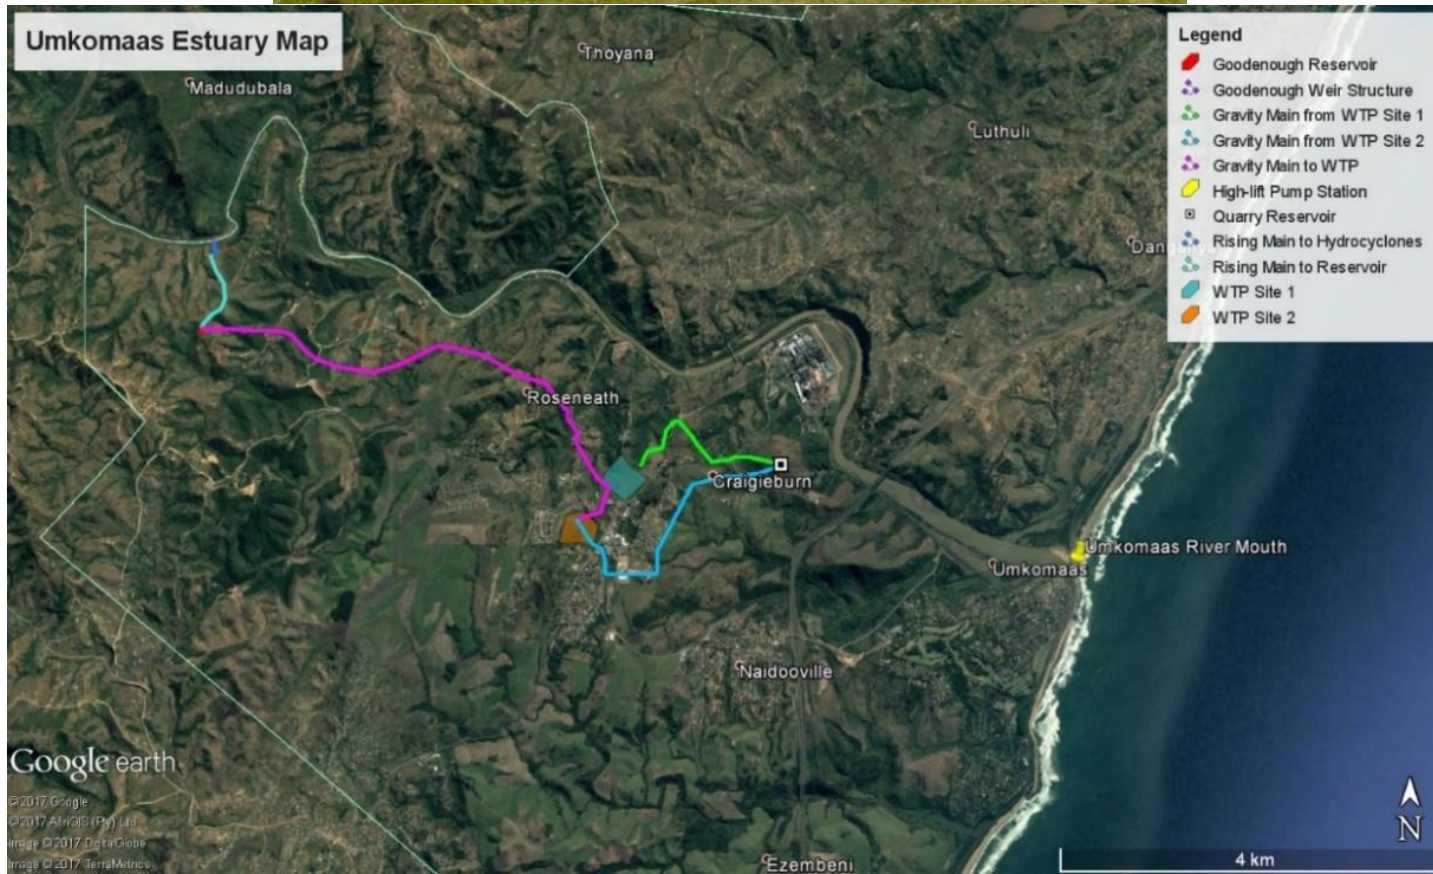 Umkomaas Estuary Map
Thoyana
Madudubala
Luthuli
Legend
Goodenough Reservoir
Goodenough Weir Structure
Gravity Main from WTP Site 1
Gravity Main from WTP Site 2
Gravity Main to WTP
High-lift Pump Station
Quarry Reservoir
Rising Main to Hydrocyclones
Rising Main to Reservoir
WTP Site 1
WTP Site 2
Roseneath
Craigieburn
Umkomaas River Mouth
Umkomaas
Naidooville
Ezembeni
Google earth
©2017 Google
©2017 AfriGIS (Pty) Ltd.
Image ©2017 DigitalGlobe
Image ©2017 TerraMetrics
N
4 km